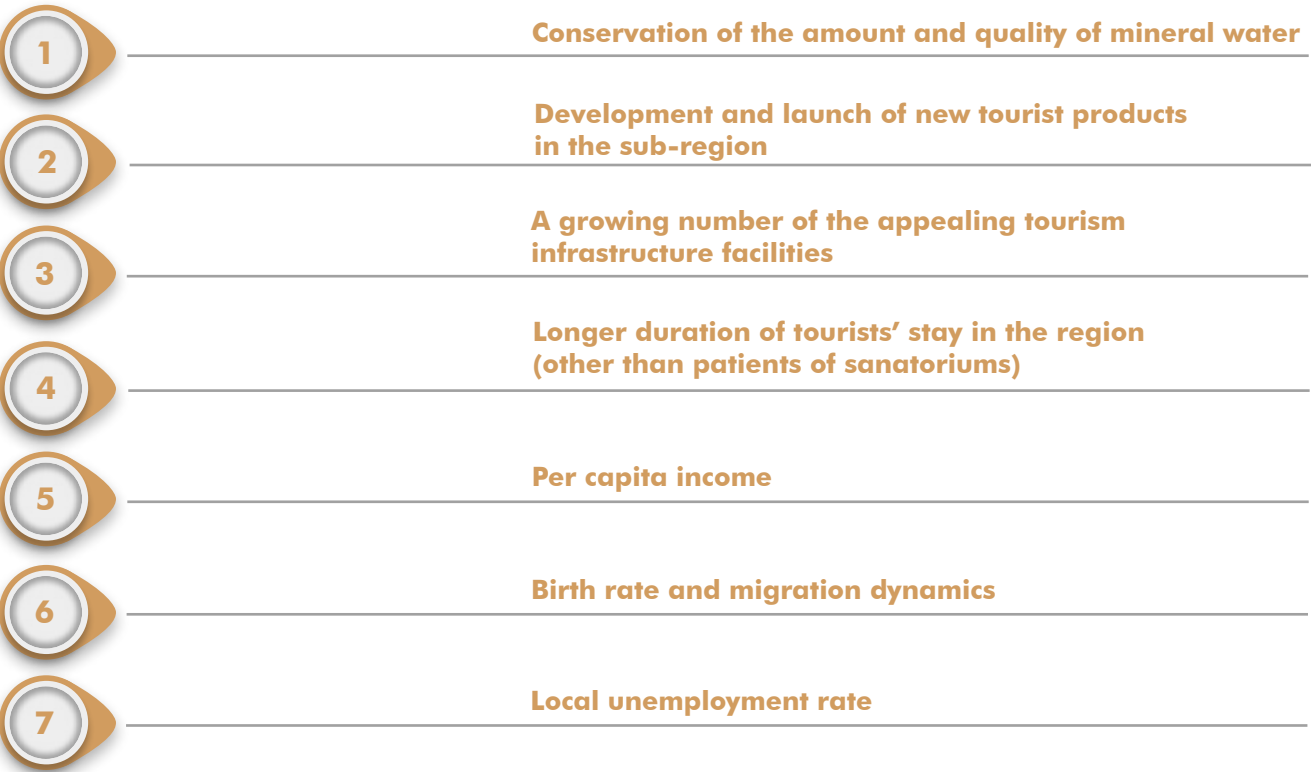 1
Conservation of the amount and quality of mineral water
2
Development and launch of new tourist products
in the sub-region
3
A growing number of the appealing tourism
infrastructure facilities
4
Longer duration of tourists’ stay in the region
(other than patients of sanatoriums)
5
Per capita income
6
Birth rate and migration dynamics
7
Local unemployment rate